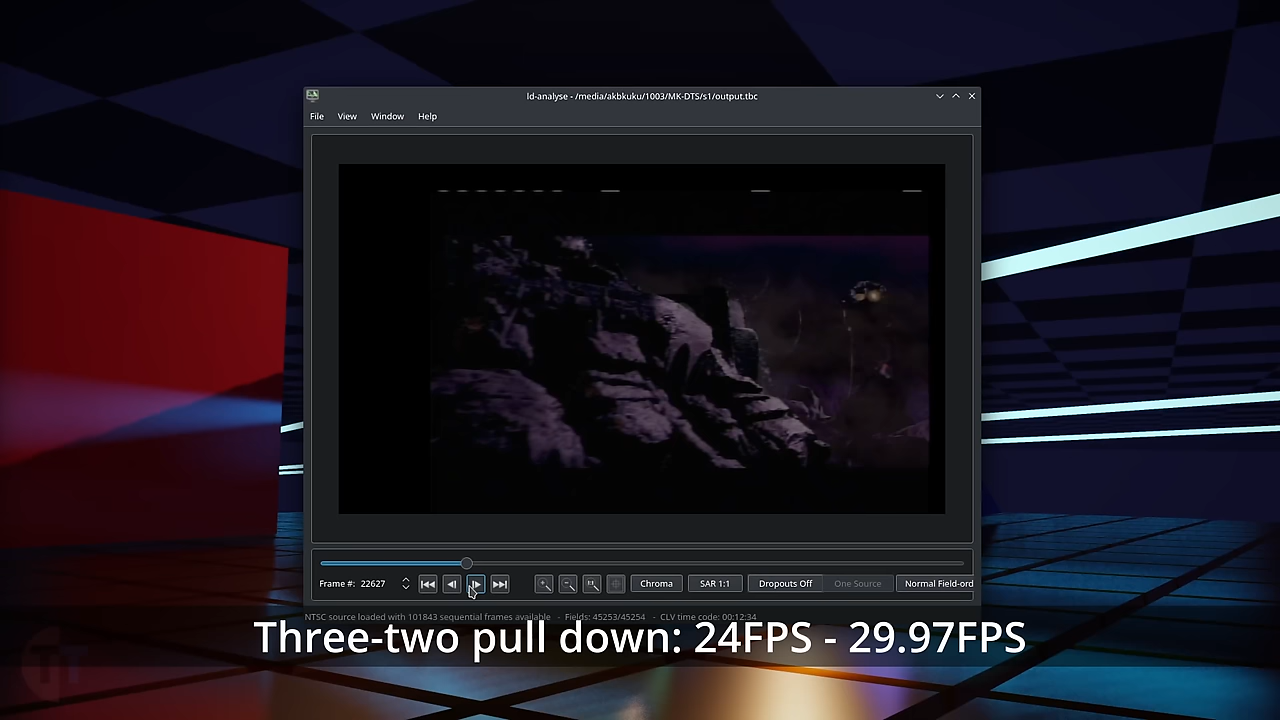 ld-analyse - /media/akbkuku/1003/MK-DTS/s1/output.tbc
File View Window Help
Frame #: 22627 Chroma SAR 1:1 Dropouts Off One Source Normal Field-ord
NTSC source loaded with 101843 sequential frames available - Fields: 45253/45254 - CLV time code: 00:12:34
Three-two pull down: 24FPS - 29.97FPS